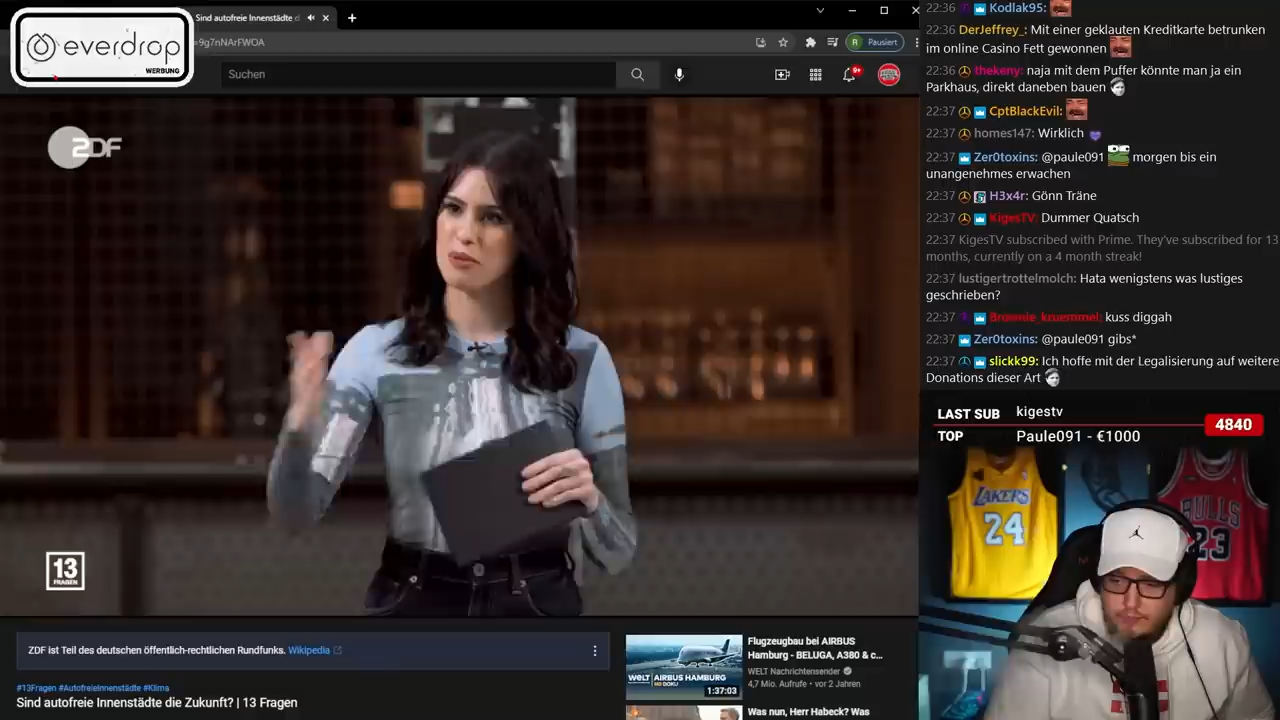 everdrop
WERBUNG
Sind autofreie Innenstädte d
=9g7nNArFWOA
R Pausiert
Suchen
9+
ZDF
13
FRAGEN
ZDF ist Teil des deutschen öffentlich-rechtlichen Rundfunks. Wikipedia
#13Fragen #AutofreieInnenstädte #Klima
Sind autofreie Innenstädte die Zukunft? | 13 Fragen
WELT AIRBUS HAMBURG
HD DOKU
1:37:03
Flugzeugbau bei AIRBUS
Hamburg - BELUGA, A380 & c...
WELT Nachrichtensender
4,7 Mio. Aufrufe • vor 2 Jahren
Was nun, Herr Habeck? Was
22:36 Kodlak95:
22:36 DerJeffrey_: Mit einer geklauten Kreditkarte betrunken
im online Casino Fett gewonnen
22:36 thekeny: naja mit dem Puffer könnte man ja ein
Parkhaus, direkt daneben bauen
22:37 CptBlackEvil:
22:37 homes147: Wirklich
22:37 Zer0toxins: @paule091 morgen bis ein
unangenehmes erwachen
22:37 H3x4r: Gönn Träne
22:37 KigesTV: Dummer Quatsch
22:37 KigesTV subscribed with Prime. They've subscribed for 13
months, currently on a 4 month streak!
22:37 lustigertrottelmolch: Hata wenigstens was lustiges
geschrieben?
22:37 Brownie_kruemmel: kuss diggah
22:37 Zer0toxins: @paule091 gibs*
22:37 slickk99: Ich hoffe mit der Legalisierung auf weitere
Donations dieser Art
LAST SUB kigestv
4840
TOP Paule091 - €1000
LAKERS
24
BULLS
23